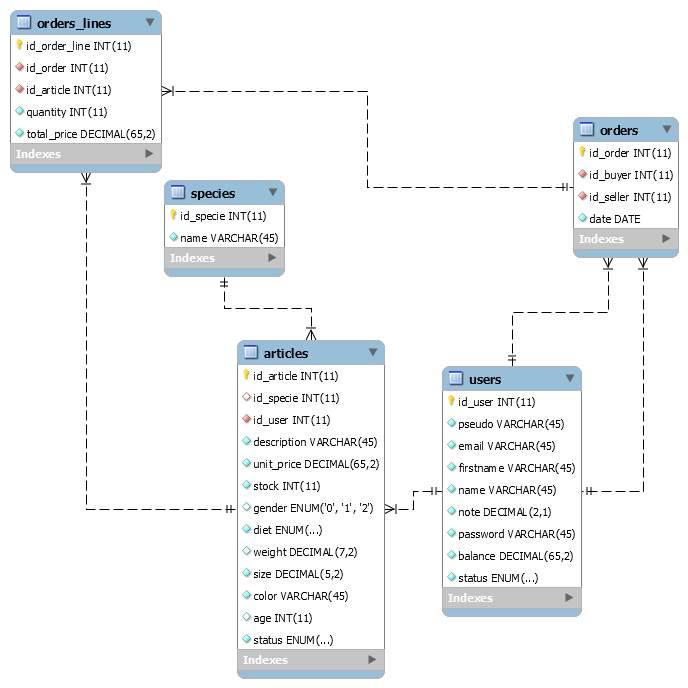 orders_lines
id_order_line INT(11)
id_order INT(11)
id_article INT(11)
quantity INT(11)
total_price DECIMAL(65,2)
Indexes
species
id_specie INT(11)
name VARCHAR(45)
Indexes
orders
id_order INT(11)
id_buyer INT(11)
id_seller INT(11)
date DATE
Indexes
articles
id_article INT(11)
id_specie INT(11)
id_user INT(11)
description VARCHAR(45)
unit_price DECIMAL(65,2)
stock INT(11)
gender ENUM('0', '1', '2')
diet ENUM(...)
weight DECIMAL(7,2)
size DECIMAL(5,2)
color VARCHAR(45)
age INT(11)
status ENUM(...)
Indexes
users
id_user INT(11)
pseudo VARCHAR(45)
email VARCHAR(45)
firstname VARCHAR(45)
name VARCHAR(45)
note DECIMAL(2,1)
password VARCHAR(45)
balance DECIMAL(65,2)
status ENUM(...)
Indexes